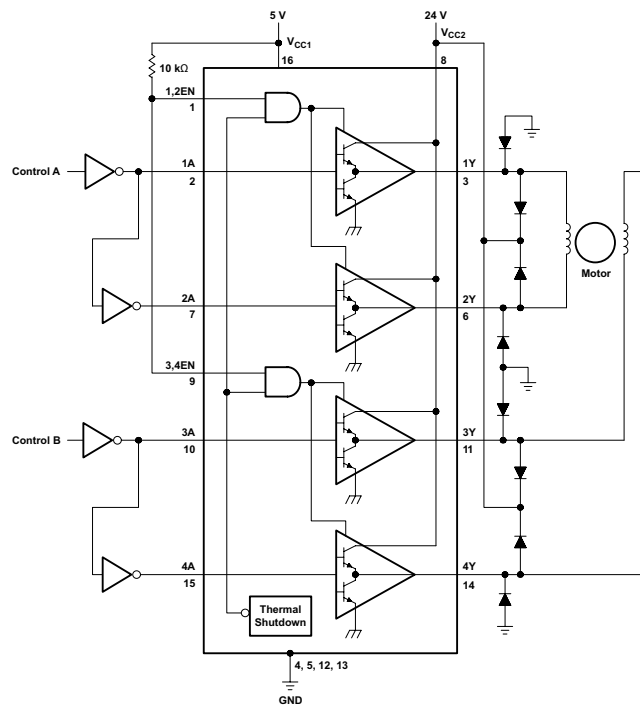 5 V
24 V
VCC1
VCC2
16
8
10 kΩ
1,2EN
1
Control A
1A
2
1Y
3
Motor
2A
7
2Y
6
3,4EN
9
Control B
3A
10
3Y
11
4A
15
4Y
14
Thermal
Shutdown
4, 5, 12, 13
GND